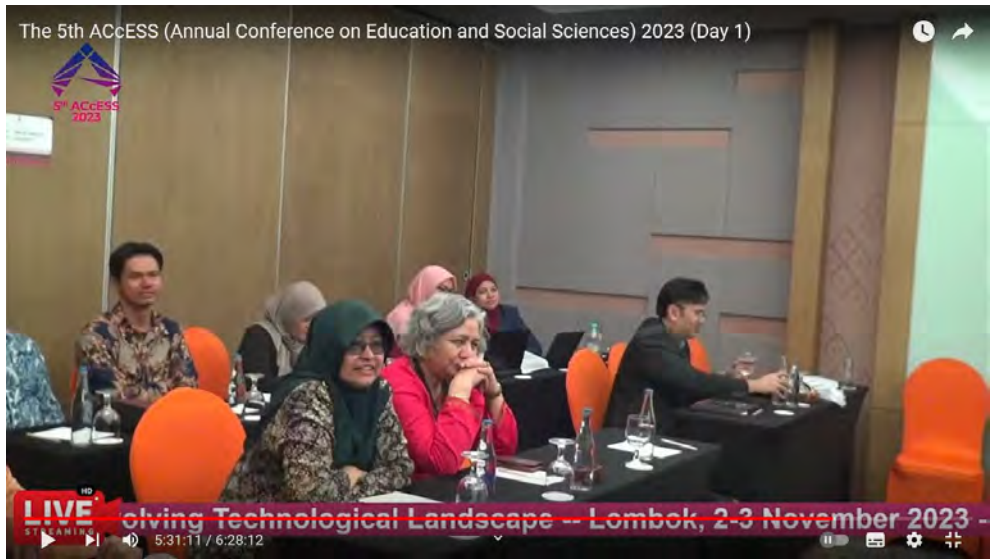 The 5th ACcESS (Annual Conference on Education and Social Sciences) 2023 (Day 1)
5th ACcESS
2023
HD
LIVE
STREAMING
olving Technological Landscape -- Lombok, 2-3 November 2023 -
5:31:11 / 6:28:12